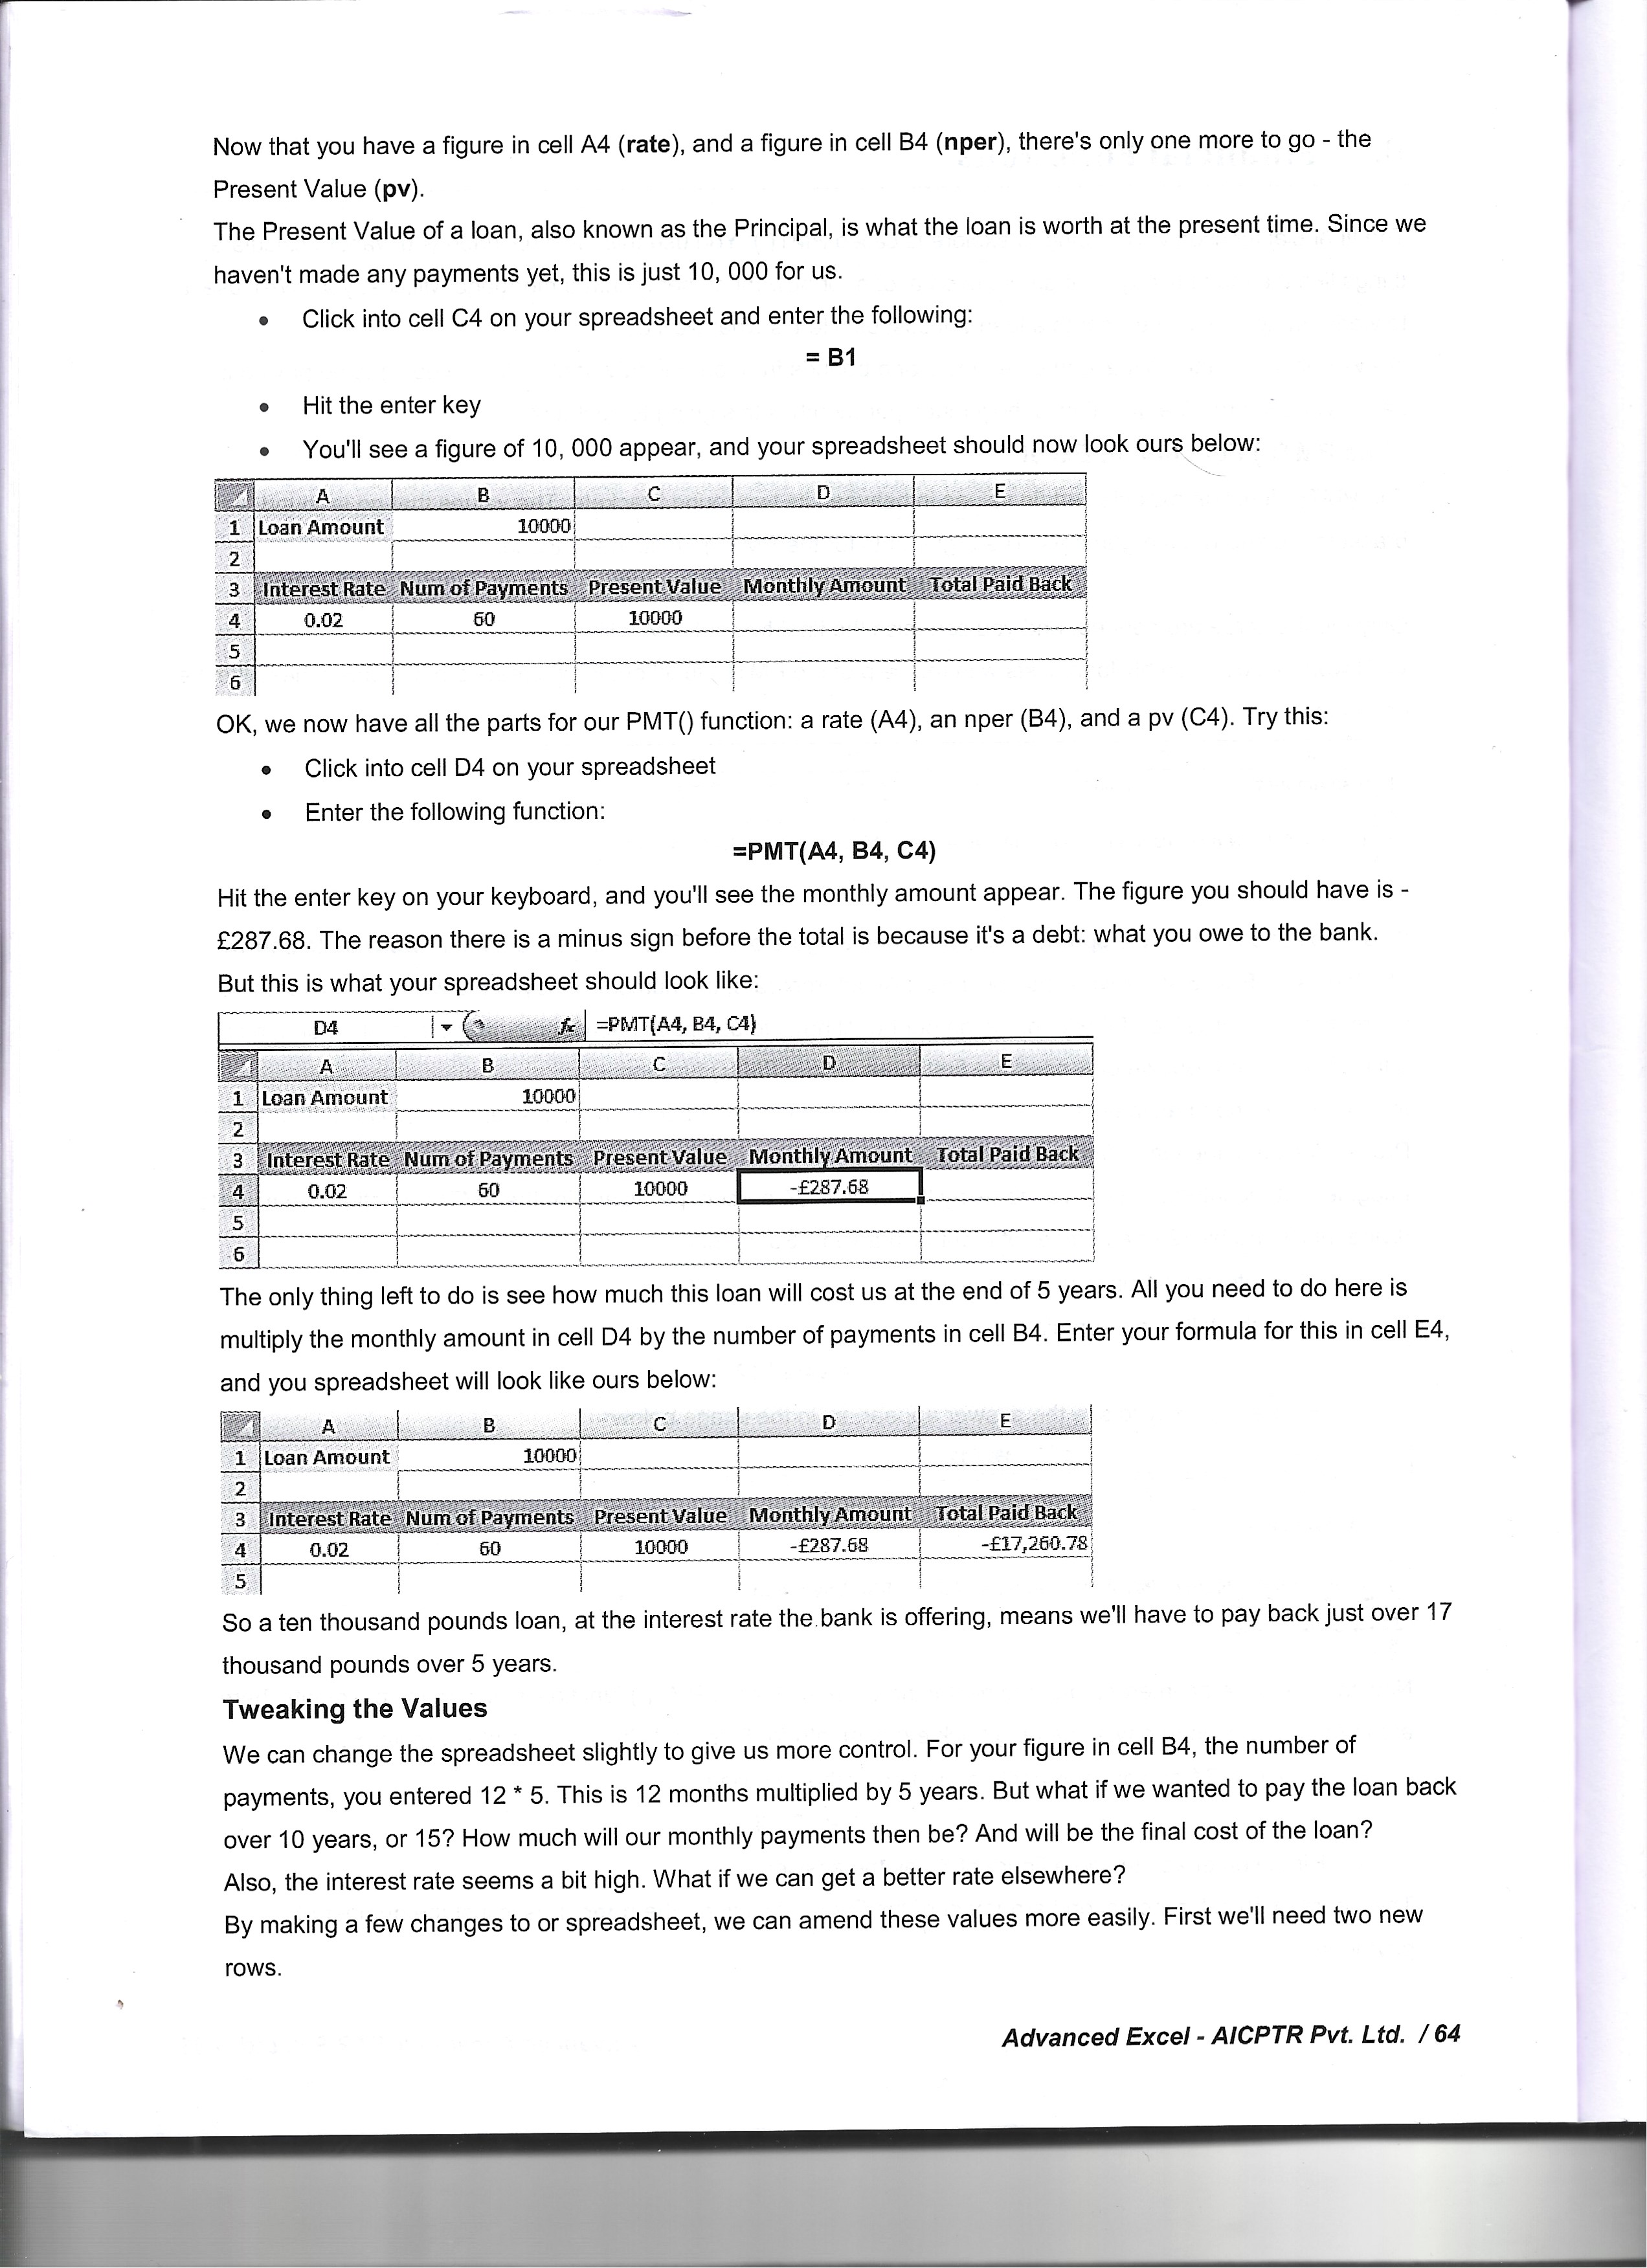 Now that you have a figure in cell A4 (rate), and a figure in cell B4 (nper), there's only one more to go - the
Present Value (pv).
The Present Value of a loan, also known as the Principal, is what the loan is worth at the present time. Since we
haven't made any payments yet, this is just 10, 000 for us.
• Click into cell C4 on your spreadsheet and enter the following:
= B1
• Hit the enter key
• You'll see a figure of 10, 000 appear, and your spreadsheet should now look ours below:
A B C D E
1 Loan Amount 10000
2
3 Interest Rate Num of Payments Present Value Monthly Amount Total Paid Back
4 0.02 60 10000
5
6
OK, we now have all the parts for our PMT() function: a rate (A4), an nper (B4), and a pv (C4). Try this:
• Click into cell D4 on your spreadsheet
• Enter the following function:
=PMT(A4, B4, C4)
Hit the enter key on your keyboard, and you'll see the monthly amount appear. The figure you should have is -
£287.68. The reason there is a minus sign before the total is because it's a debt: what you owe to the bank.
But this is what your spreadsheet should look like:
D4 fx =PMT(A4, B4, C4)
A B C D E
1 Loan Amount 10000
2
3 Interest Rate Num of Payments Present Value Monthly Amount Total Paid Back
4 0.02 60 10000 -£287.68
5
6
The only thing left to do is see how much this loan will cost us at the end of 5 years. All you need to do here is
multiply the monthly amount in cell D4 by the number of payments in cell B4. Enter your formula for this in cell E4,
and you spreadsheet will look like ours below:
A B C D E
1 Loan Amount 10000
2
3 Interest Rate Num of Payments Present Value Monthly Amount Total Paid Back
4 0.02 60 10000 -£287.68 -£17,260.78
5
So a ten thousand pounds loan, at the interest rate the bank is offering, means we'll have to pay back just over 17
thousand pounds over 5 years.
Tweaking the Values
We can change the spreadsheet slightly to give us more control. For your figure in cell B4, the number of
payments, you entered 12 * 5. This is 12 months multiplied by 5 years. But what if we wanted to pay the loan back
over 10 years, or 15? How much will our monthly payments then be? And will be the final cost of the loan?
Also, the interest rate seems a bit high. What if we can get a better rate elsewhere?
By making a few changes to or spreadsheet, we can amend these values more easily. First we'll need two new
rows.
Advanced Excel - AICPTR Pvt. Ltd. / 64